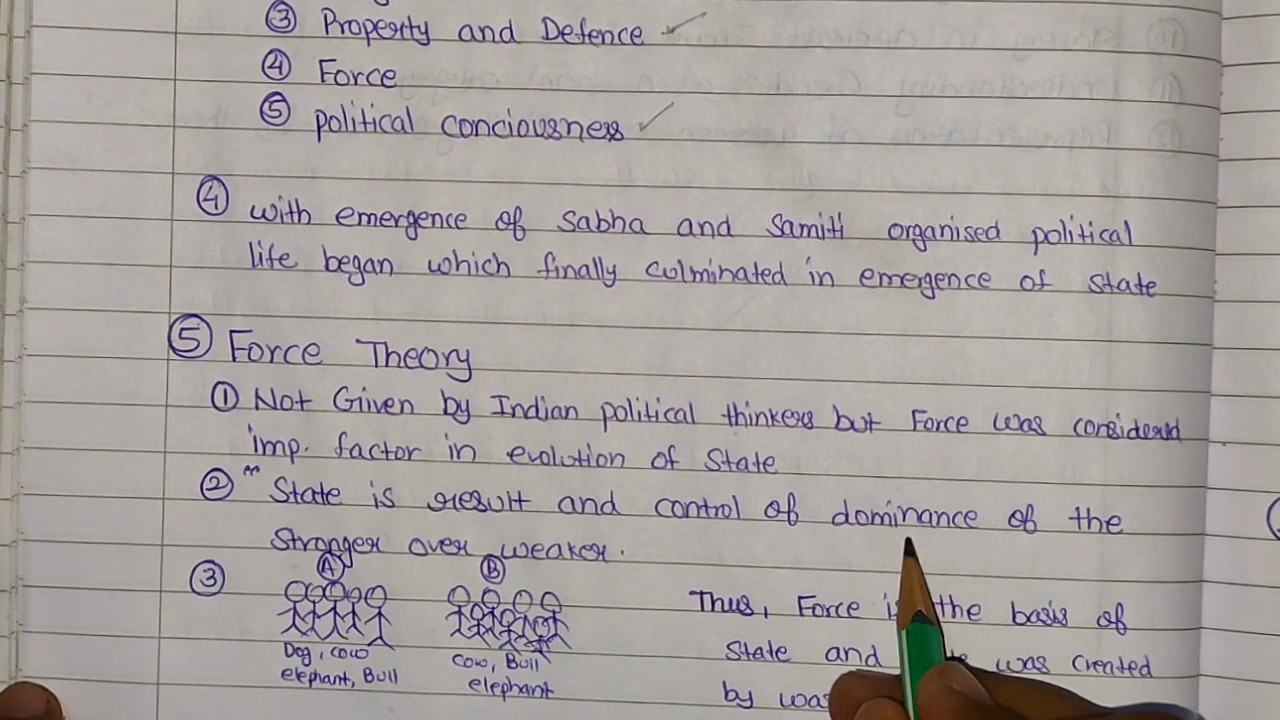 ③ Property and Defence ✓
④ Force
⑤ political conciousness ✓
④ with emergence of Sabha and Samiti organised political
life began which finally culminated in emergence of State
⑤ Force Theory
① Not Given by Indian political thinkers but Force was considered
imp. factor in evolution of State
② " State is result and control of dominance of the
Stronger over weaker.
③ Ⓐ Ⓑ
Dog, cow
elephant, Bull
Cow, Bull
elephant
Thus, Force is the basis of
State and was created
by